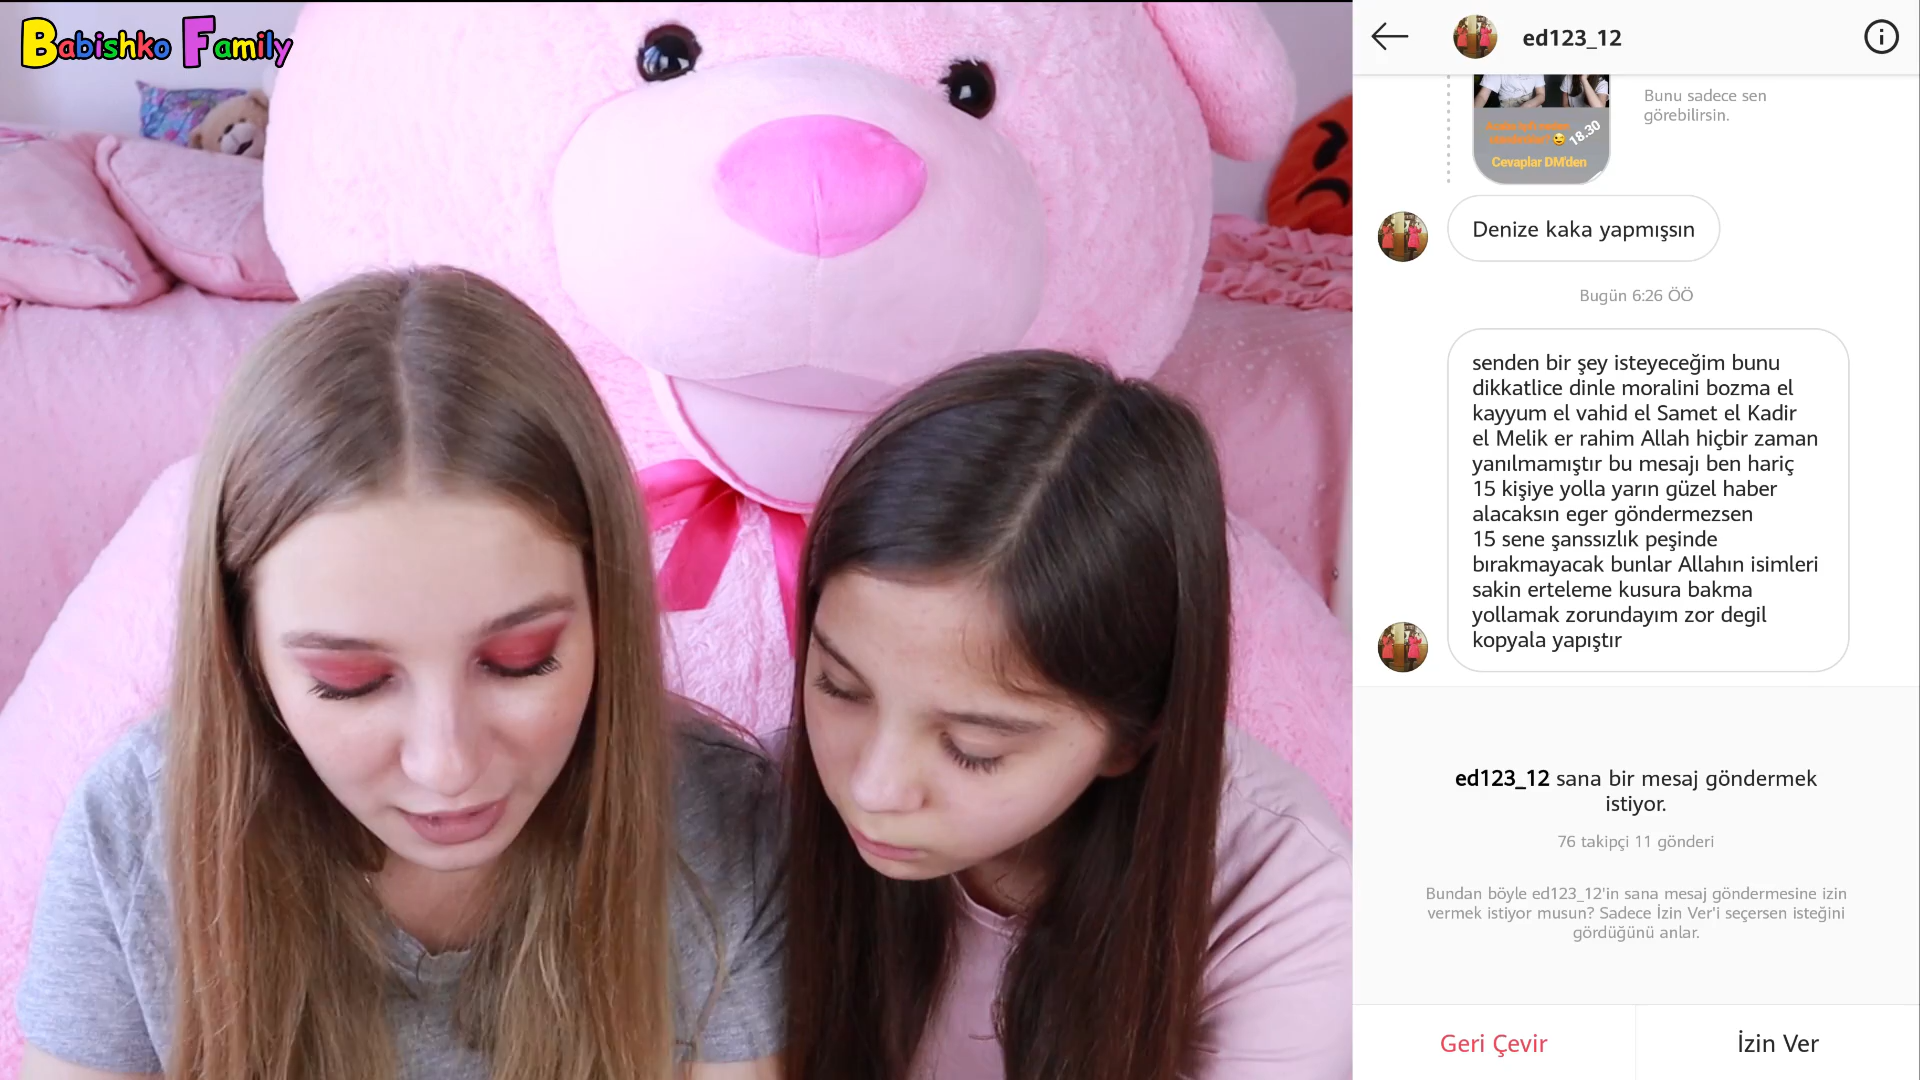 Babishko Family
ed123_12
Bunu sadece sen
görebilirsin.
18.30
Cevaplar DM'den
Denize kaka yapmışsın
Bugün 6:26 ÖÖ
senden bir şey isteyeceğim bunu
dikkatlice dinle moralini bozma el
kayyum el vahid el Samet el Kadir
el Melik er rahim Allah hiçbir zaman
yanılmamıştır bu mesajı ben hariç
15 kişiye yolla yarın güzel haber
alacaksın eger göndermezsen
15 sene şanssızlık peşinde
bırakmayacak bunlar Allahın isimleri
sakin erteleme kusura bakma
yollamak zorundayım zor degil
kopyala yapıştır
ed123_12 sana bir mesaj göndermek
istiyor.
76 takipçi 11 gönderi
Bundan böyle ed123_12'in sana mesaj göndermesine izin
vermek istiyor musun? Sadece İzin Ver'i seçersen isteğini
gördüğünü anlar.
Geri Çevir
İzin Ver